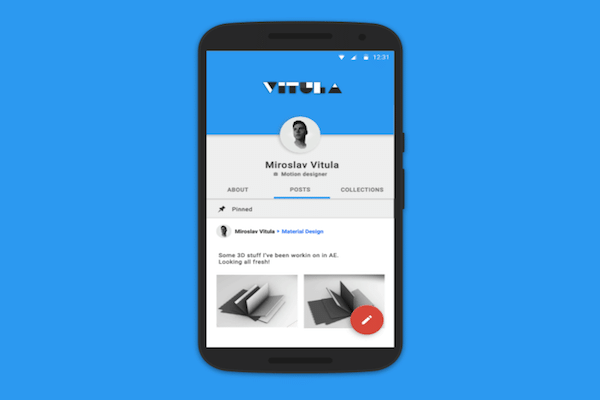 12:31
VITULA
Miroslav Vitula
Motion designer
ABOUT POSTS COLLECTIONS
Pinned
Miroslav Vitula • Material Design
Some 3D stuff I've been workin on in AE.
Looking all fresh!